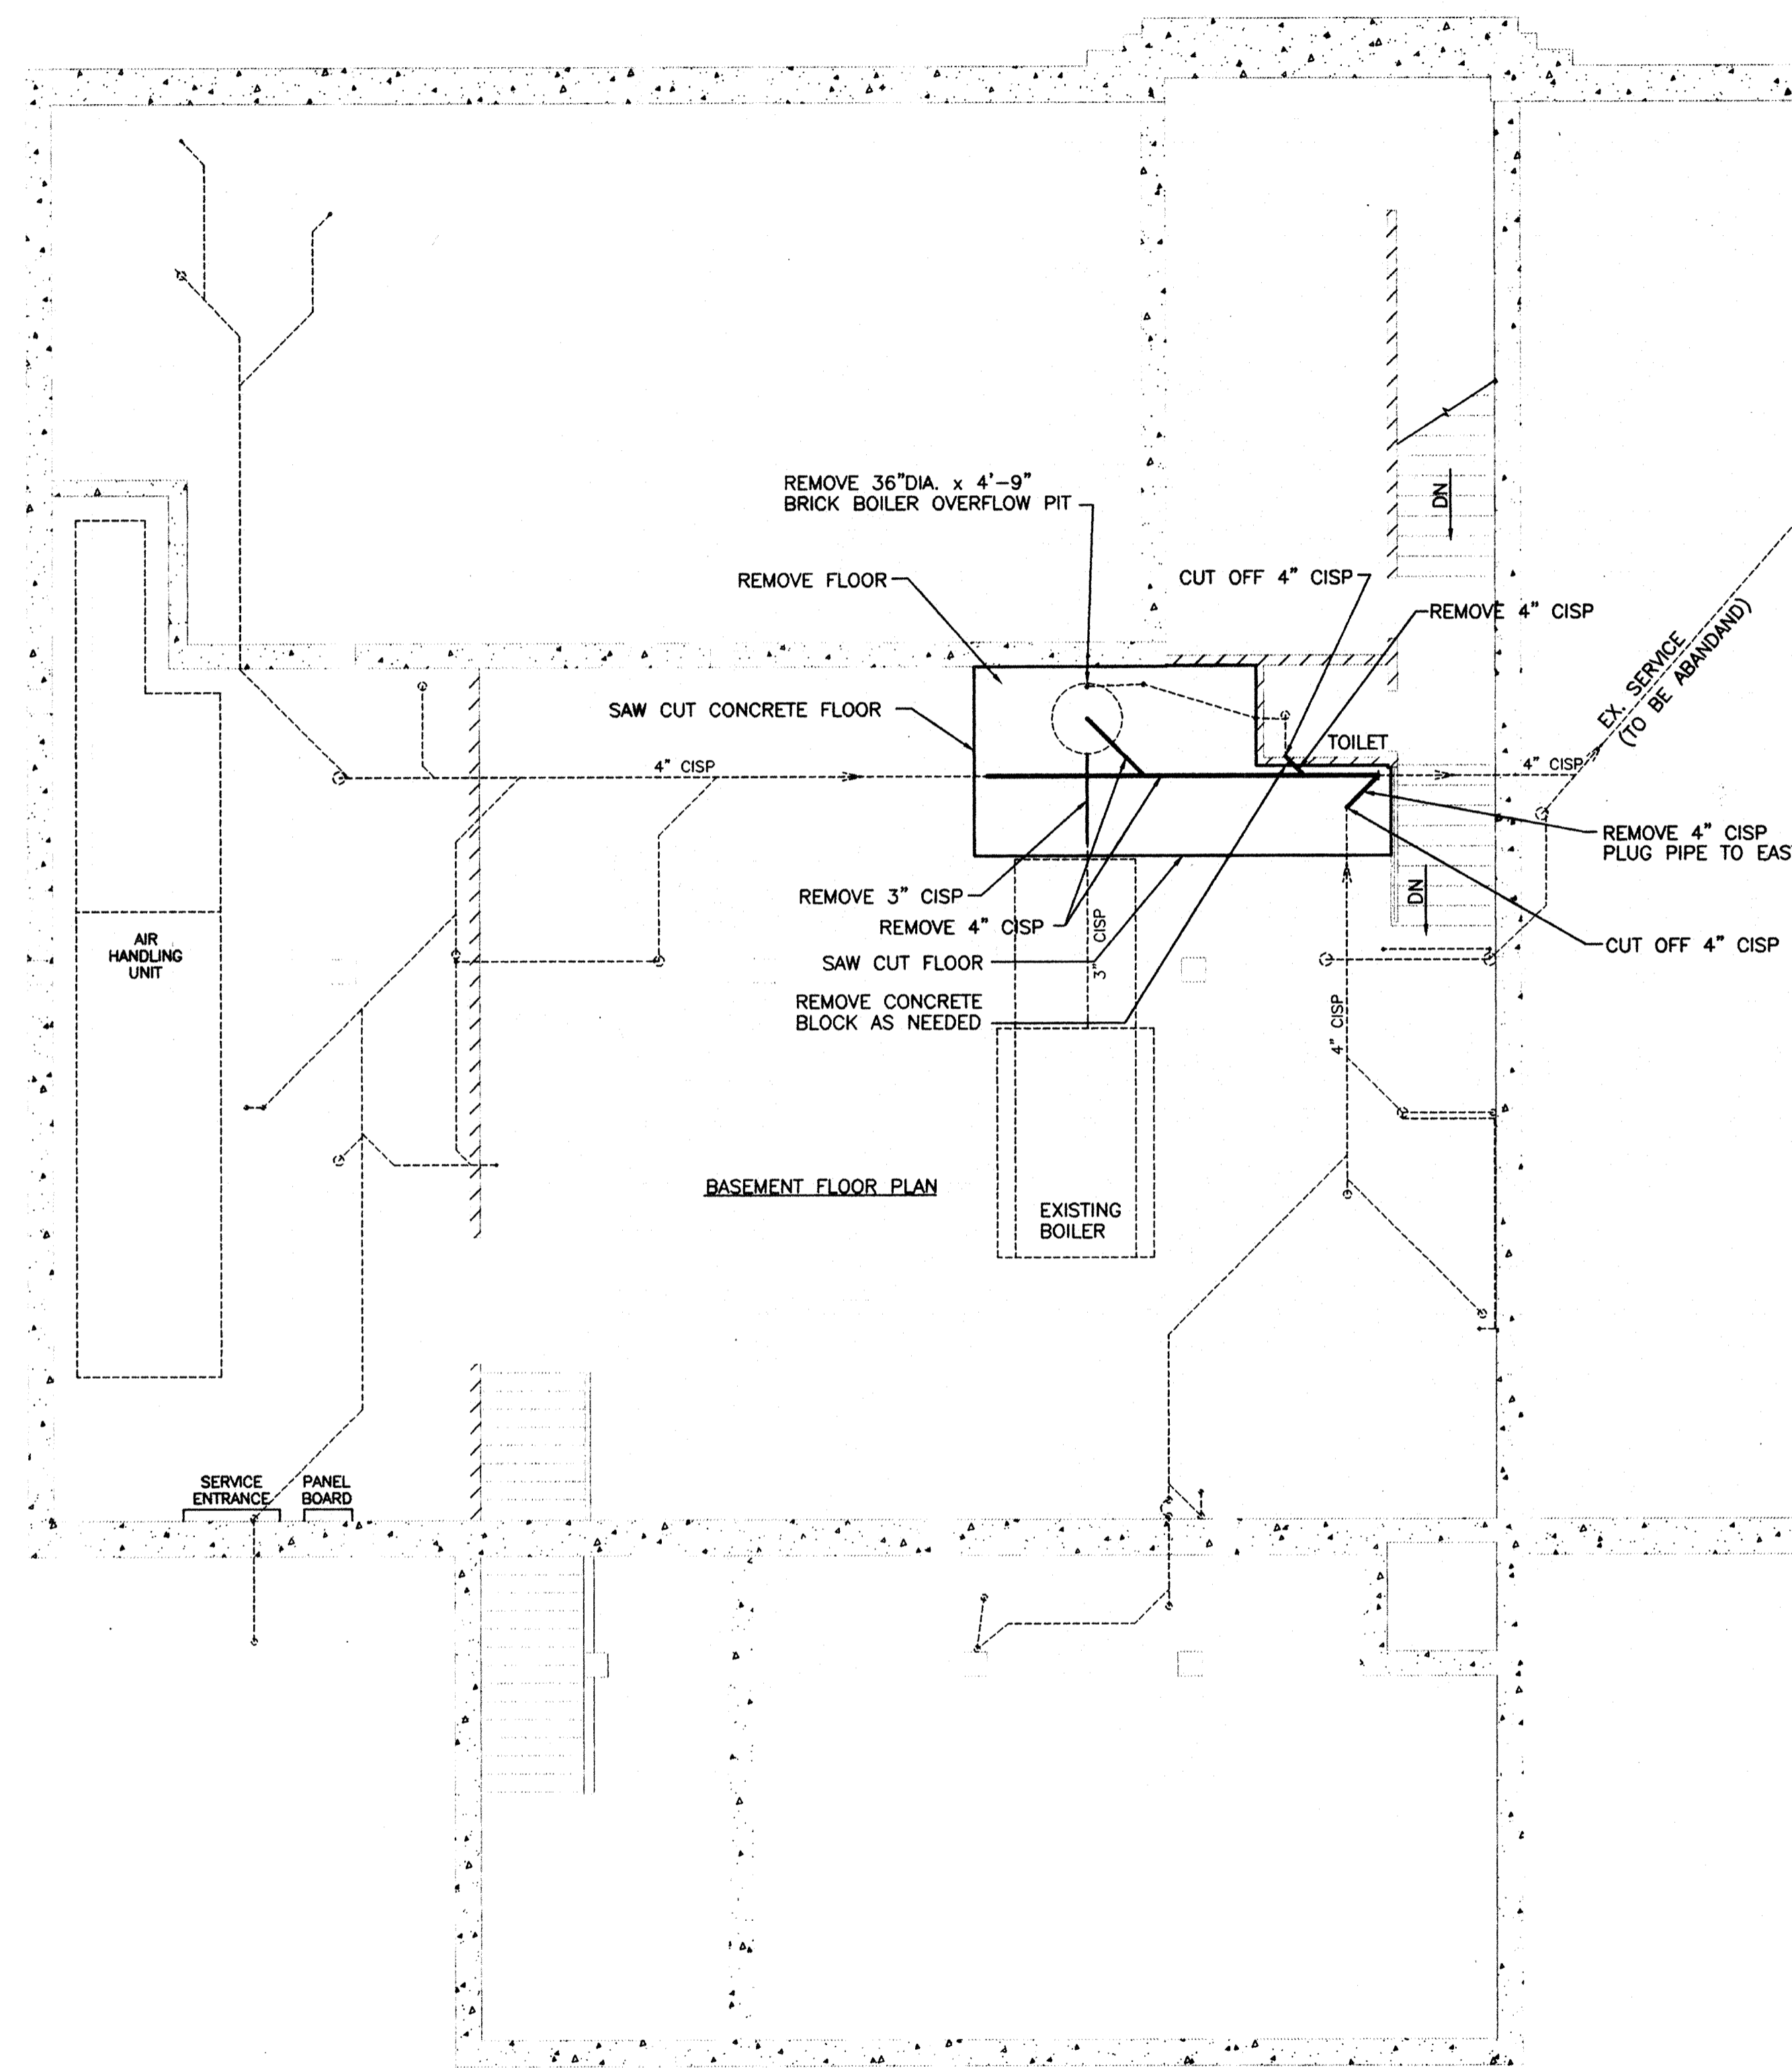 REMOVE 36"DIA. x 4'-9"
BRICK BOILER OVERFLOW PIT
DN
REMOVE FLOOR
CUT OFF 4" CISP
REMOVE 4" CISP
EX. SERVICE
(TO BE ABANDAND)
SAW CUT CONCRETE FLOOR
TOILET
4" CISP
4" CISP
REMOVE 4" CISP
PLUG PIPE TO EAS
REMOVE 3" CISP
REMOVE 4" CISP
3" CISP
DN
AIR
HANDLING
UNIT
SAW CUT FLOOR
CUT OFF 4" CISP
REMOVE CONCRETE
BLOCK AS NEEDED
4" CISP
BASEMENT FLOOR PLAN
EXISTING
BOILER
SERVICE
ENTRANCE
PANEL
BOARD